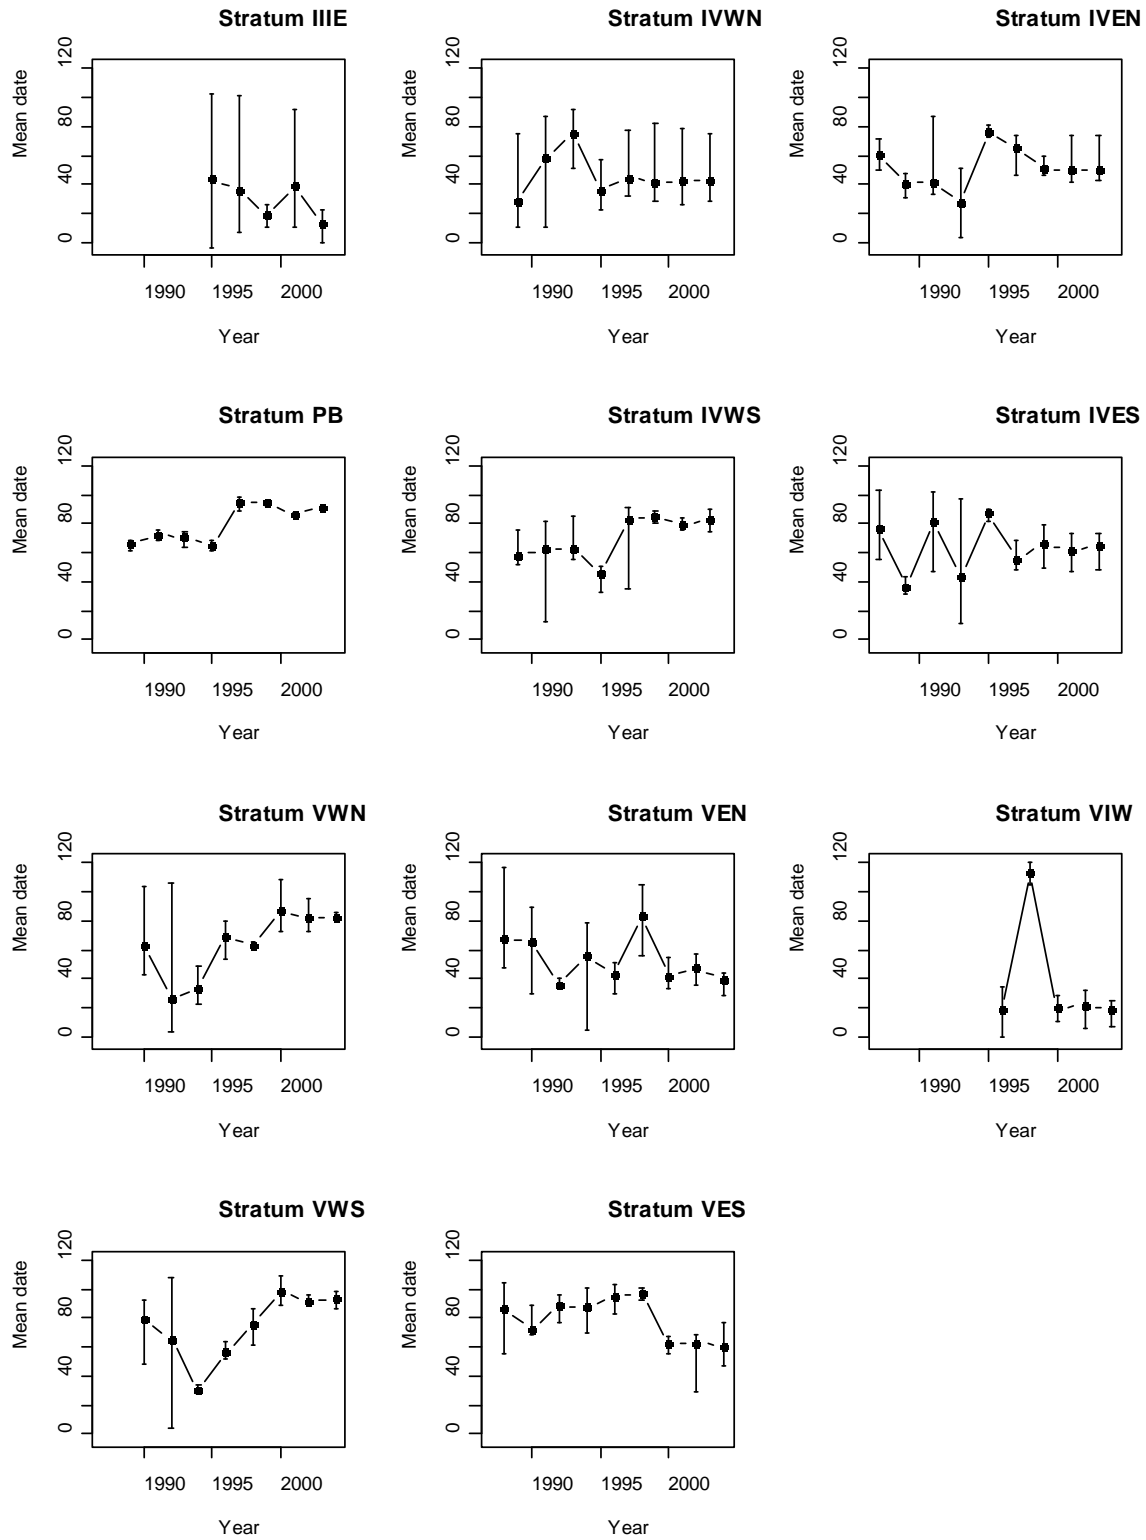 Stratum IIIE
Mean date
0 40 80 120
1990 1995 2000
Year
Stratum IVWN
Mean date
0 40 80 120
1990 1995 2000
Year
Stratum IVEN
Mean date
0 40 80 120
1990 1995 2000
Year
Stratum PB
Mean date
0 40 80 120
1990 1995 2000
Year
Stratum IVWS
Mean date
0 40 80 120
1990 1995 2000
Year
Stratum IVES
Mean date
0 40 80 120
1990 1995 2000
Year
Stratum VWN
Mean date
0 40 80 120
1990 1995 2000
Year
Stratum VEN
Mean date
0 40 80 120
1990 1995 2000
Year
Stratum VIW
Mean date
0 40 80 120
1990 1995 2000
Year
Stratum VWS
Mean date
0 40 80 120
1990 1995 2000
Year
Stratum VES
Mean date
0 40 80 120
1990 1995 2000
Year